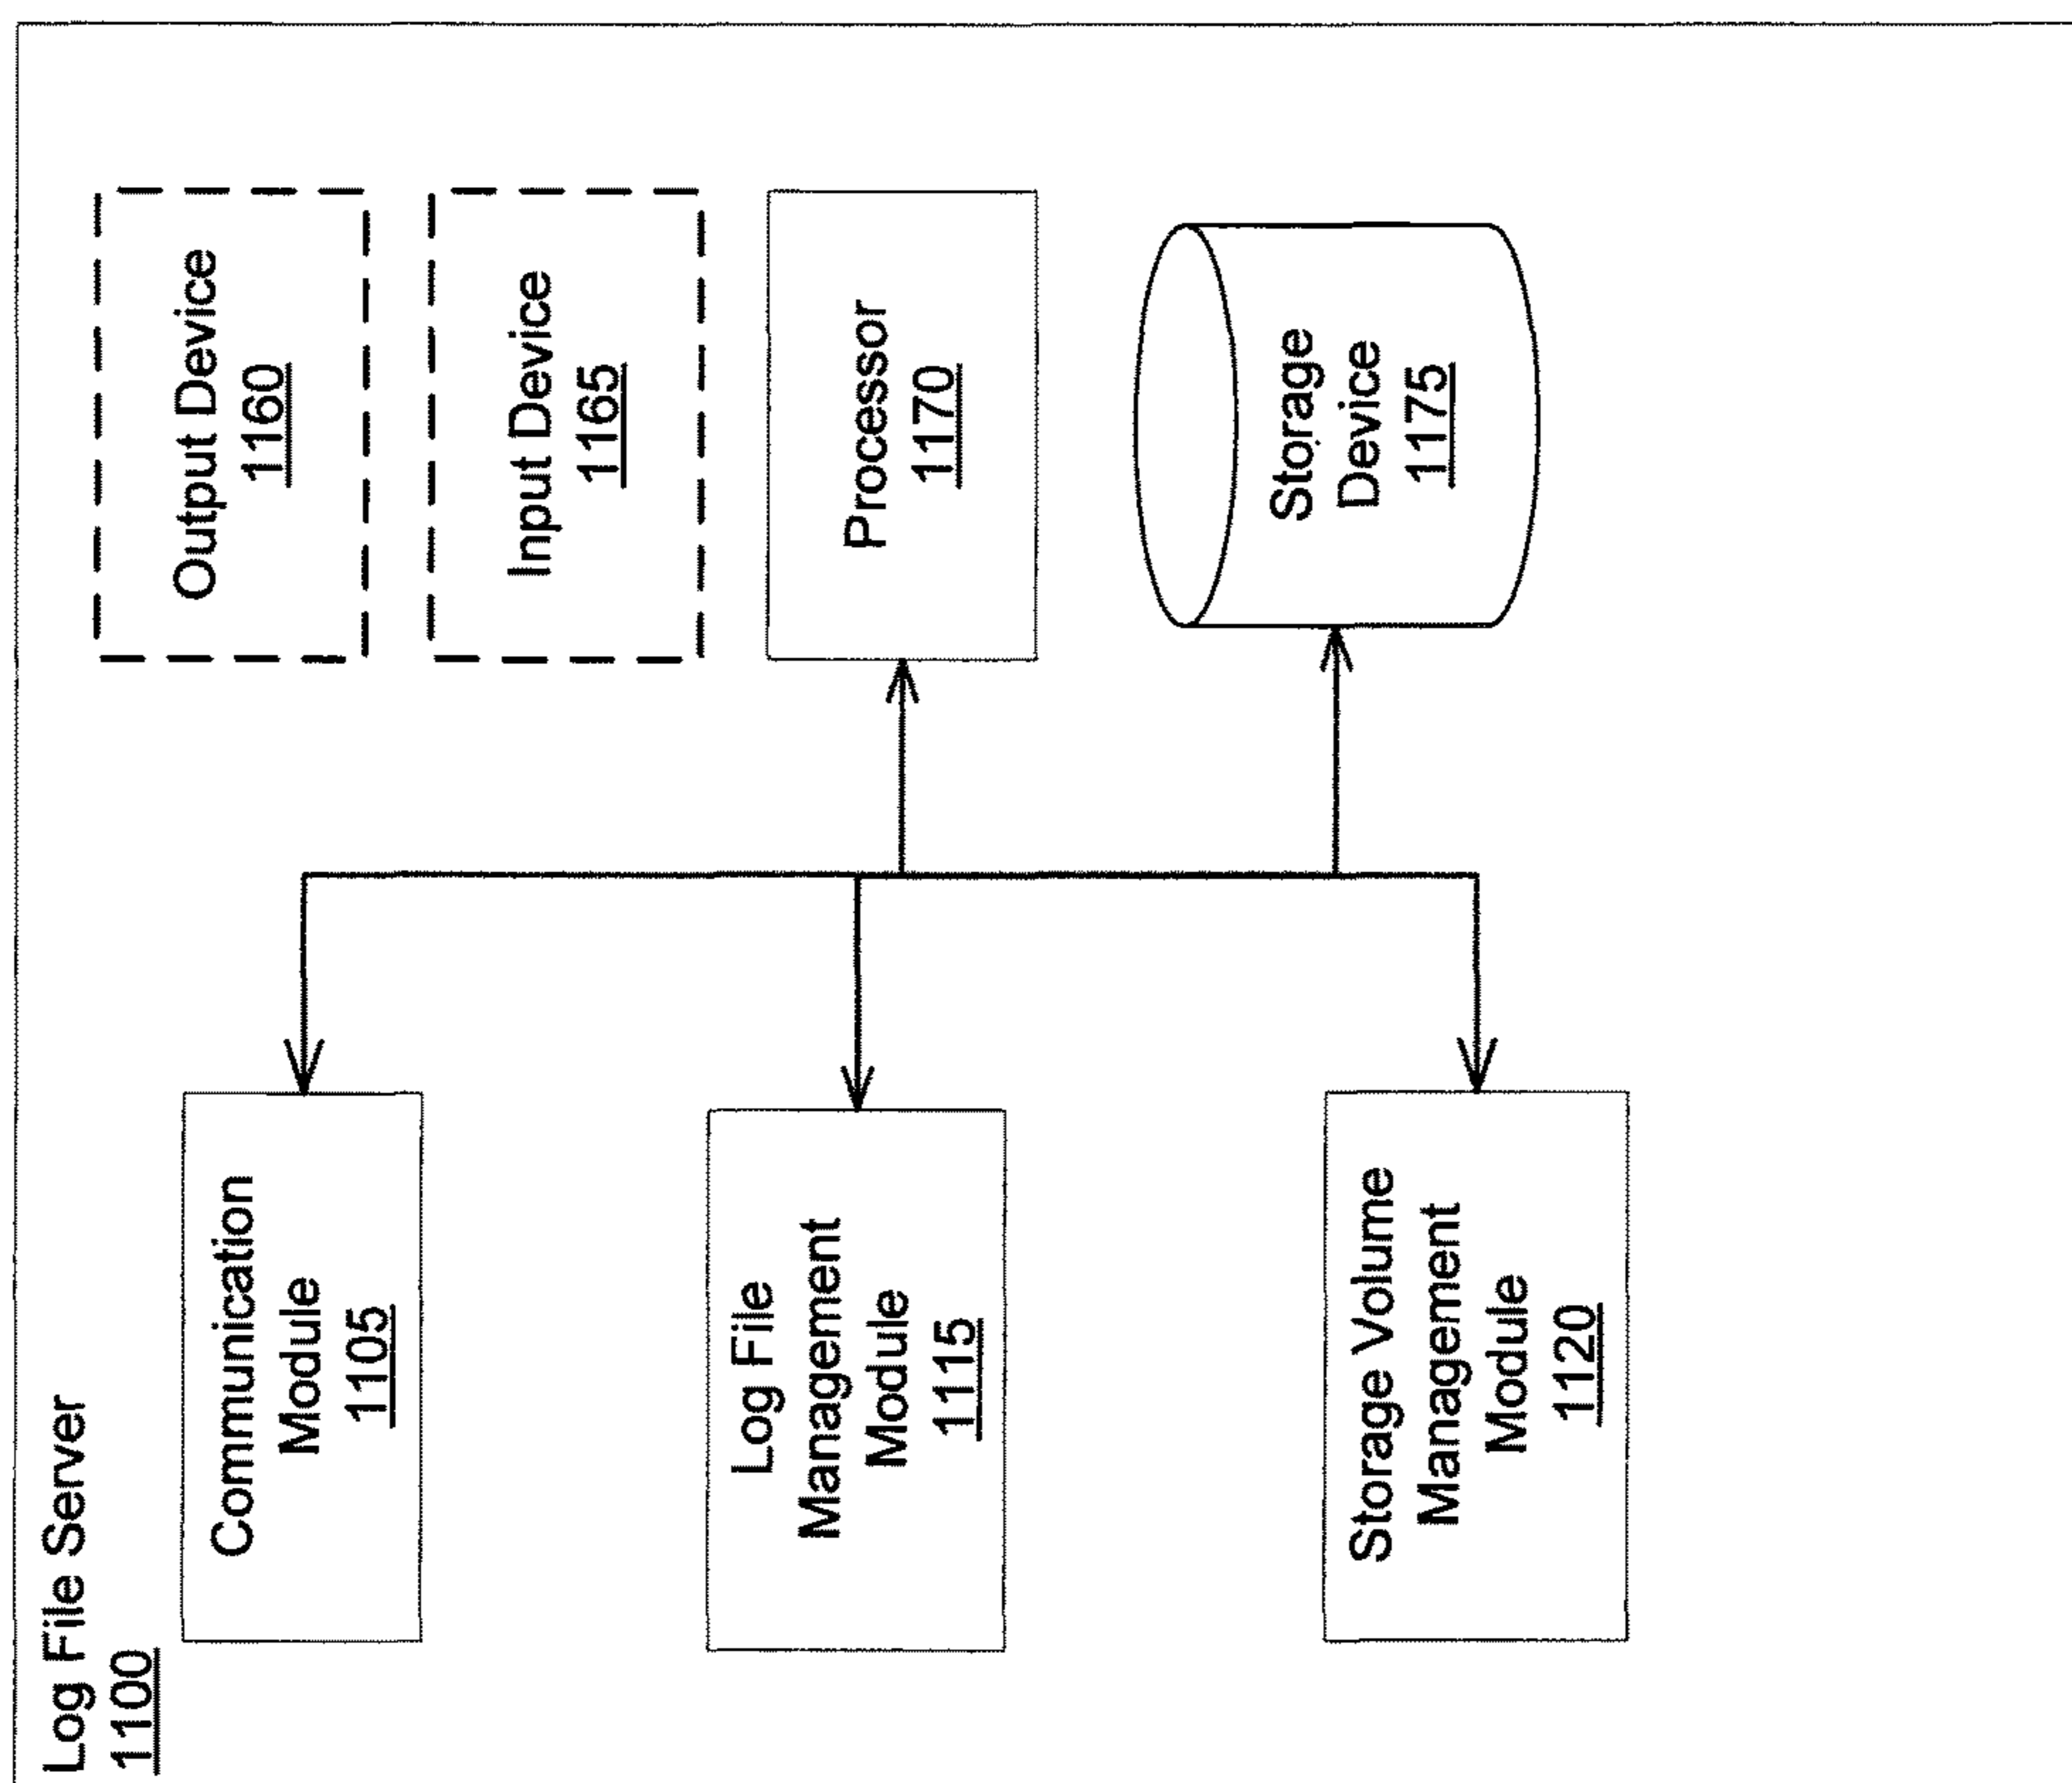 Log File Server
1100
Communication
Module
1105
Log File
Management
Module
1115
Storage Volume
Management
Module
1120
Output Device
1160
Input Device
1165
Processor
1170
Storage
Device
1175